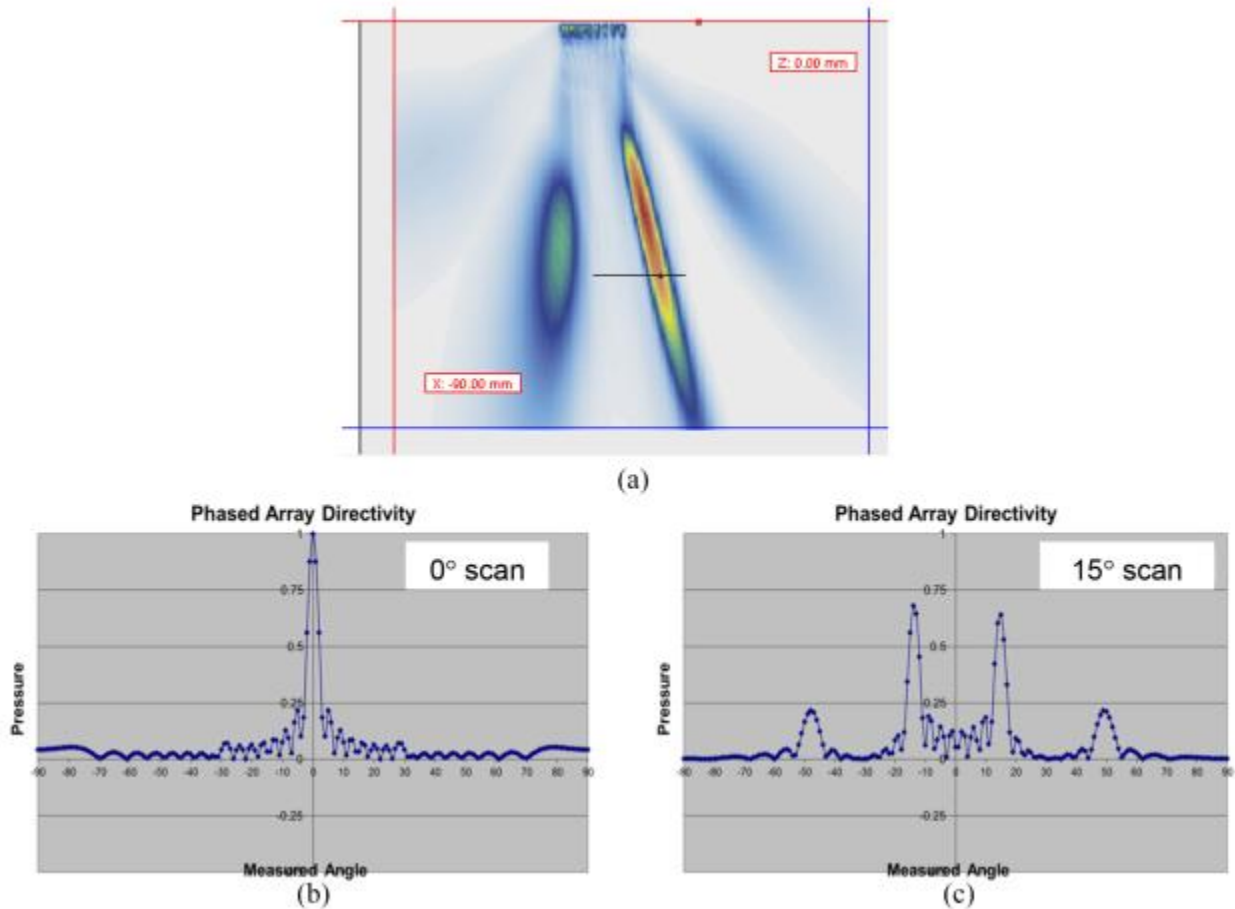 Z: 0.00 mm
X: -90.00 mm
(a)
Phased Array Directivity
0° scan
1
0.75
0.5
0.25
0
-0.25
-90 -80 -70 -60 -50 -40 -30 -20 -10 0 10 20 30 40 50 60 70 80 90
Pressure
Measured Angle
(b)
Phased Array Directivity
15° scan
1
0.75
0.5
0.25
0
-0.25
-90 -80 -70 -60 -50 -40 -30 -20 -10 0 10 20 30 40 50 60 70 80 90
Pressure
Measured Angle
(c)